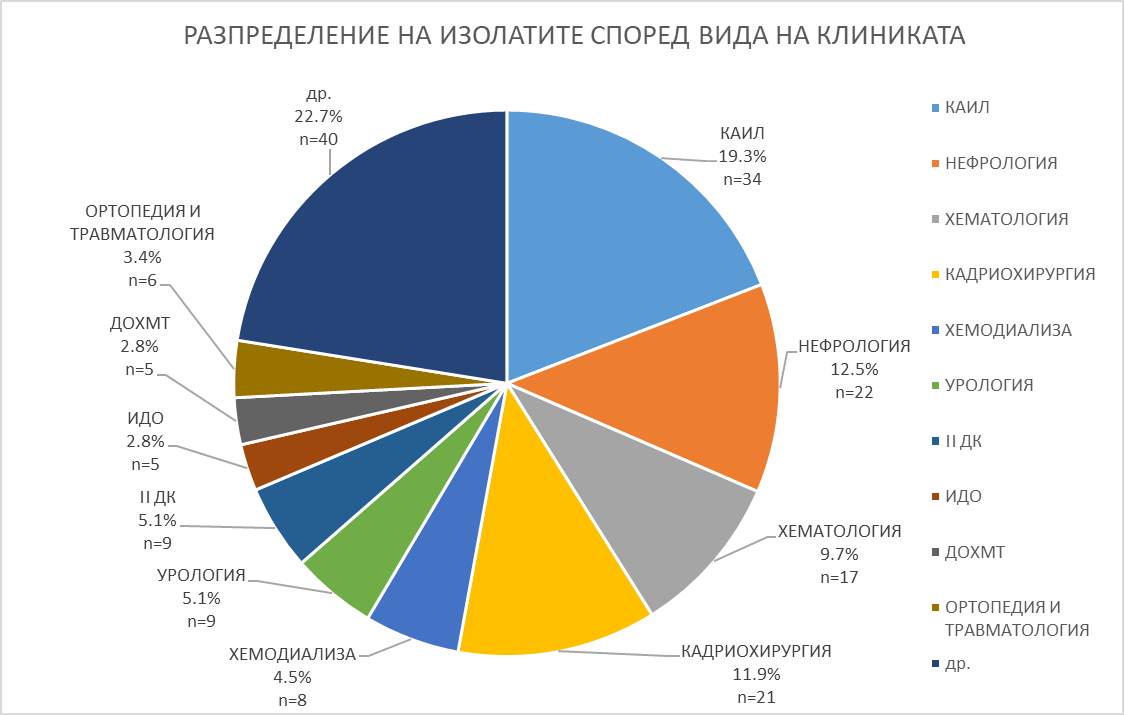 РАЗПРЕДЕЛЕНИЕ НА ИЗОЛАТИТЕ СПОРЕД ВИДА НА КЛИНИКАТА
КАИЛ
19.3%
n=34
НЕФРОЛОГИЯ
12.5%
n=22
ХЕМАТОЛОГИЯ
9.7%
n=17
КАДРИОХИРУРГИЯ
11.9%
n=21
ХЕМОДИАЛИЗА
4.5%
n=8
УРОЛОГИЯ
5.1%
n=9
II ДК
5.1%
n=9
ИДО
2.8%
n=5
ДОХМТ
2.8%
n=5
ОРТОПЕДИЯ И
ТРАВМАТОЛОГИЯ
3.4%
n=6
др.
22.7%
n=40
КАИЛ
НЕФРОЛОГИЯ
ХЕМАТОЛОГИЯ
КАДРИОХИРУРГИЯ
ХЕМОДИАЛИЗА
УРОЛОГИЯ
II ДК
ИДО
ДОХМТ
ОРТОПЕДИЯ И
ТРАВМАТОЛОГИЯ
др.